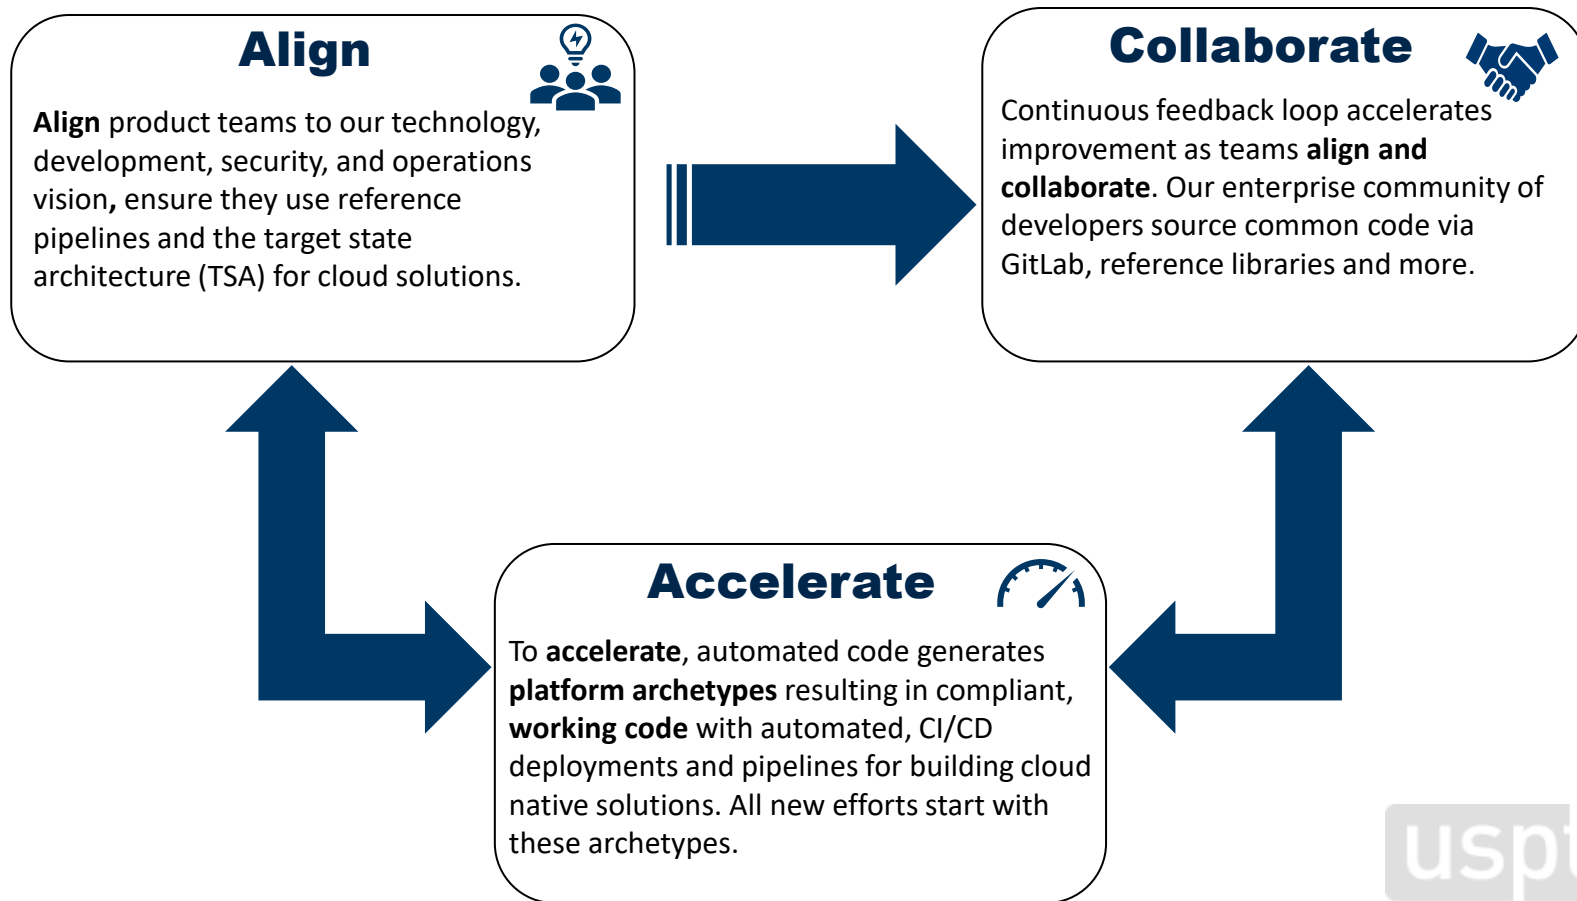 Align
Align product teams to our technology,
development, security, and operations
vision, ensure they use reference
pipelines and the target state
architecture (TSA) for cloud solutions.
Collaborate
Continuous feedback loop accelerates
improvement as teams align and
collaborate. Our enterprise community of
developers source common code via
GitLab, reference libraries and more.
Accelerate
To accelerate, automated code generates
platform archetypes resulting in compliant,
working code with automated, CI/CD
deployments and pipelines for building cloud
native solutions. All new efforts start with
these archetypes.
uspt